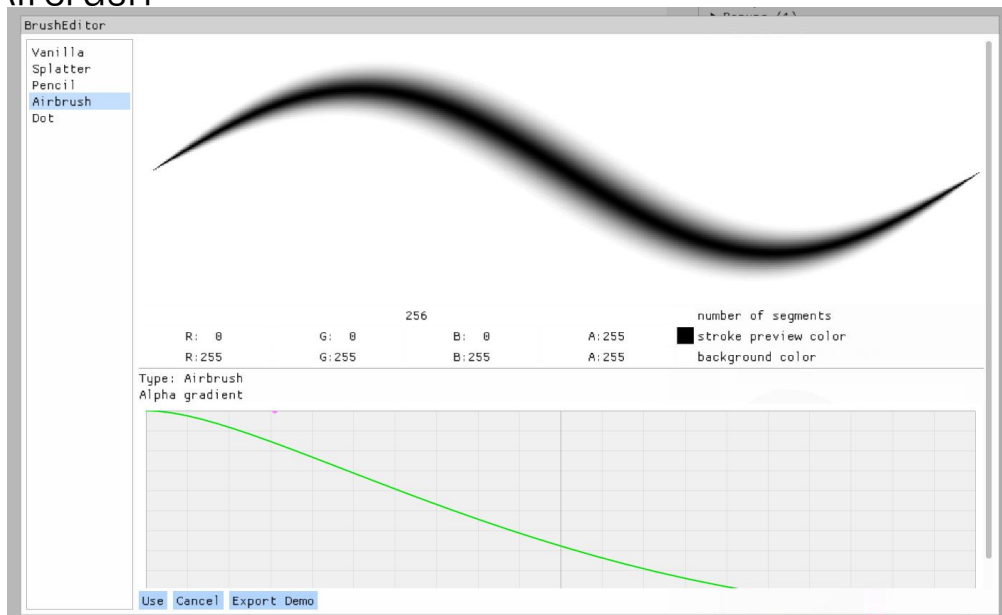 BrushEditor
Vanilla
Splatter
Pencil
Airbrush
Dot
256 number of segments
R: 0 G: 0 B: 0 A:255 stroke preview color
R:255 G:255 B:255 A:255 background color
Type: Airbrush
Alpha gradient
Use Cancel Export Demo